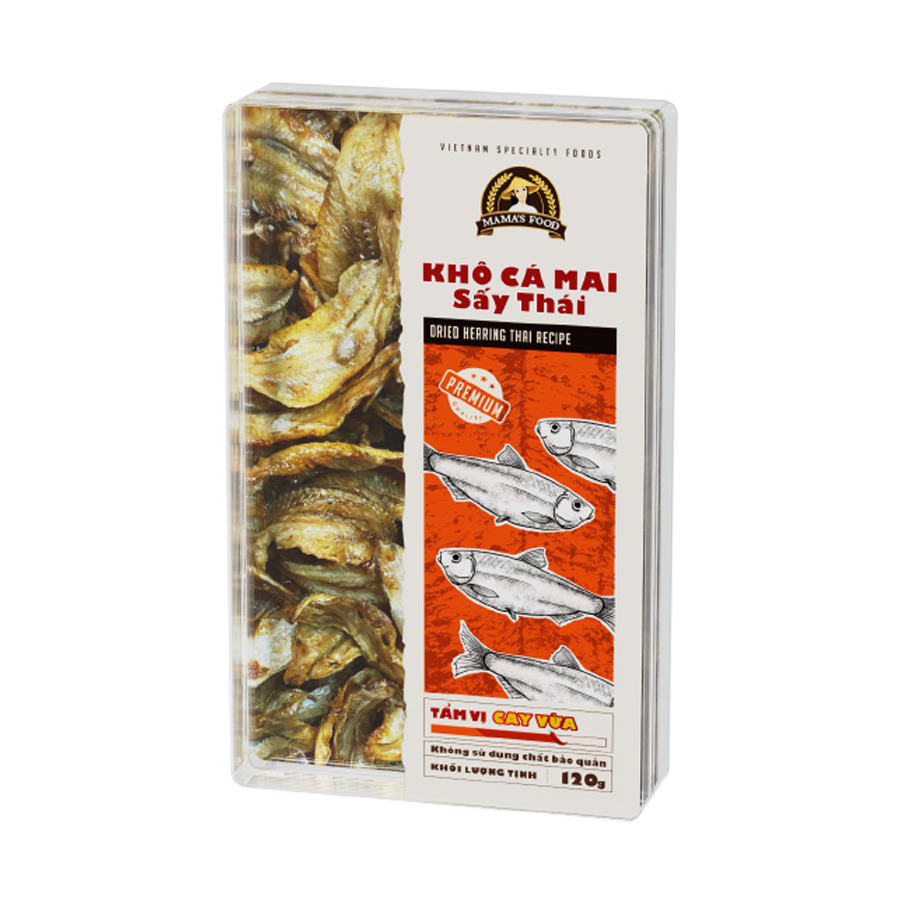 VIETNAM SPECIALTY FOODS
MAMA'S FOOD
KHÔ CÁ MAI
Sấy Thái
DRIED HERRING THAI RECIPE
PREMIUM
QUALITY
TẨM VỊ CAY VỪA
Không sử dụng chất bảo quản
KHỐI LƯỢNG TỊNH 120g